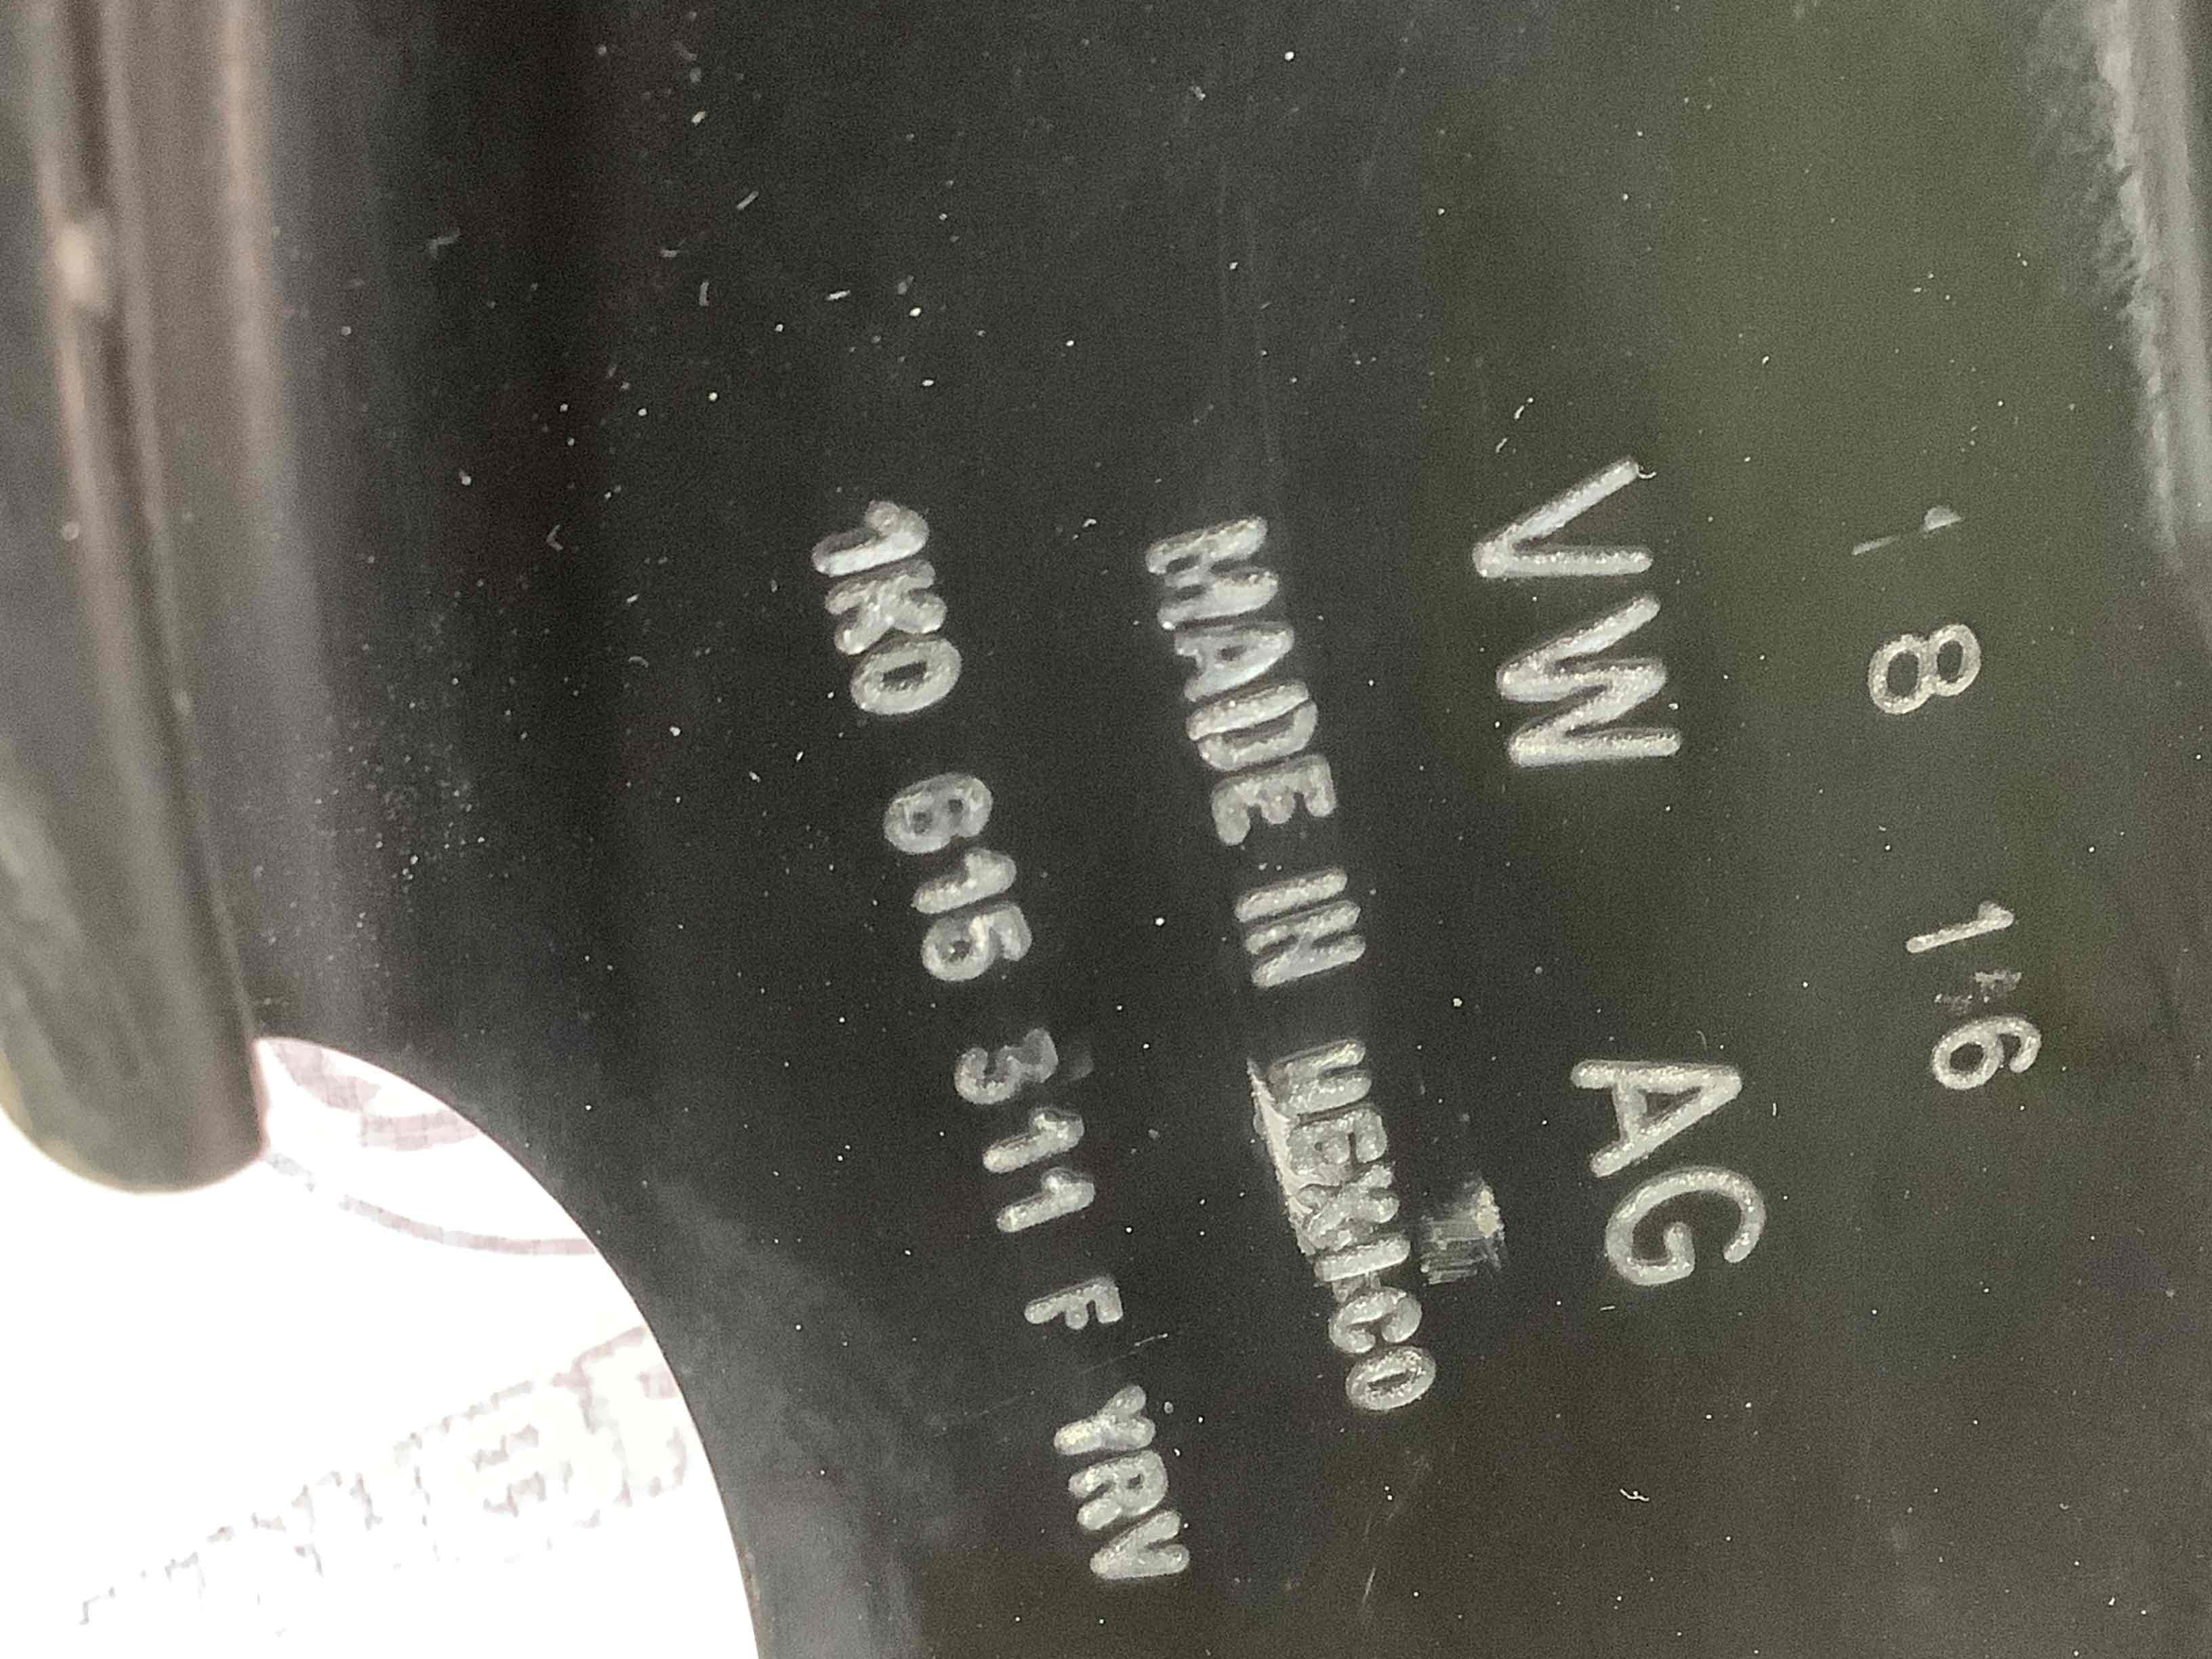 18 16
VW AG
MADE IN MEXICO
1K0 615 311 F YRV